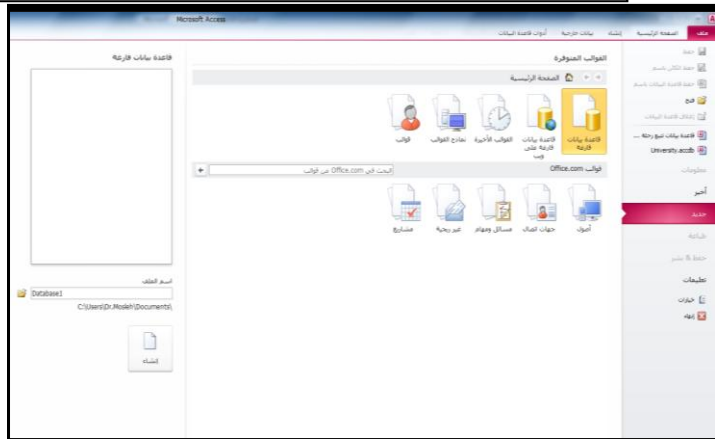 Microsoft Access
ملف
الصفحة الرئيسية
إنشاء
بيانات خارجية
أدوات قاعدة البيانات
حفظ
حفظ الكائن باسم
حفظ قاعدة البيانات باسم
فتح
إغلاق قاعدة البيانات
قاعدة بيانات تتبع رحلة ...
University.accdb
معلومات
أخير
جديد
طباعة
حفظ & نشر
تعليمات
خيارات
إنهاء
القوالب المتوفرة
الصفحة الرئيسية
قاعدة بيانات فارغة
قاعدة بيانات فارغة على ويب
القوالب الأخيرة
نماذج القوالب
قوالب
قوالب Office.com
البحث في Office.com عن قوالب
أصول
جهات اتصال
مسائل ومهام
غير ربحية
مشاريع
قاعدة بيانات فارغة
اسم الملف
Database1
C:\Users\Dr.Mosleh\Documents\
إنشاء